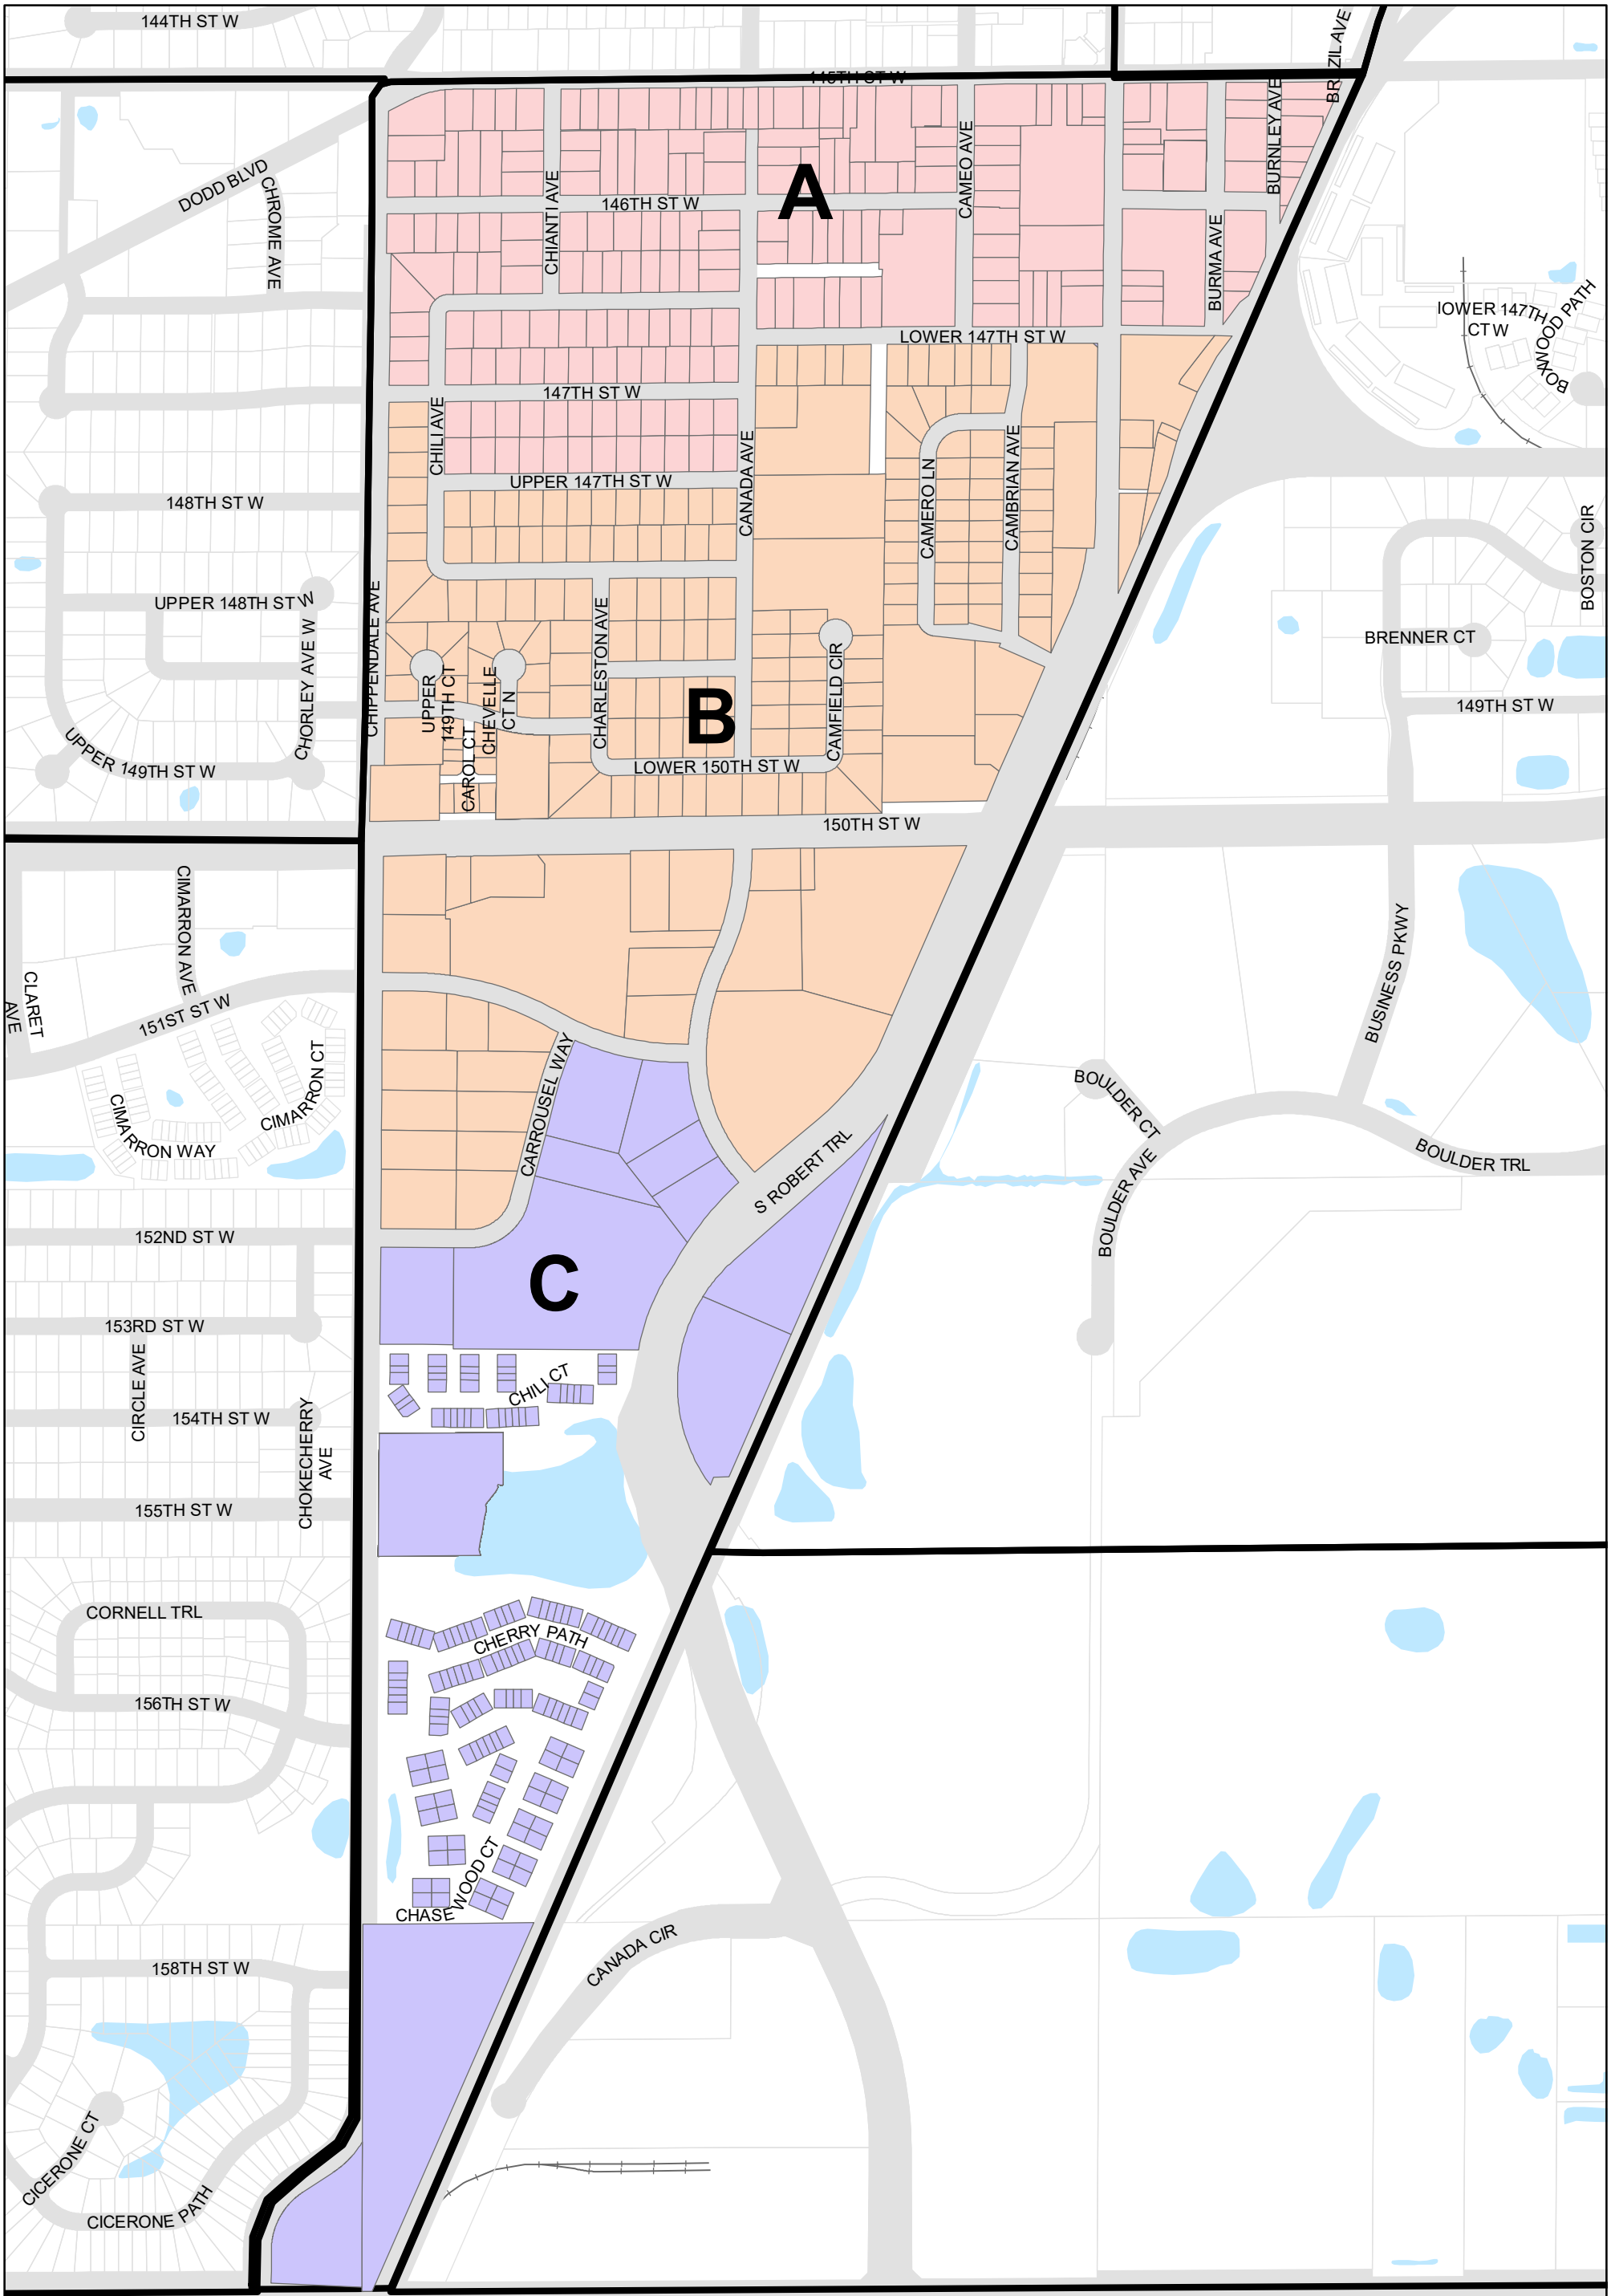 144TH ST W
145TH ST W
BRAZIL AVE
DODD BLVD
CHROME AVE
CHIANTI AVE
146TH ST W
A
CAMEO AVE
BURNLEY AVE
BURMA AVE
LOWER 147TH ST W
lOWER 147TH
CT W
BOXWOOD PATH
147TH ST W
CHILI AVE
UPPER 147TH ST W
CANADA AVE
CAMERO LN
CAMBRIAN AVE
148TH ST W
BOSTON CIR
UPPER 148TH ST W
CHORLEY AVE W
CHIPPENDALE AVE
UPPER
149TH CT
CHEVELLE
CT N
CAROL CT
CHARLESTON AVE
B
CAMFIELD CIR
BRENNER CT
149TH ST W
UPPER 149TH ST W
LOWER 150TH ST W
150TH ST W
CIMARRON AVE
CLARET
AVE
151ST ST W
CIMARRON CT
CIMARRON WAY
CARROUSEL WAY
S ROBERT TRL
BUSINESS PKWY
BOULDER CT
BOULDER AVE
BOULDER TRL
152ND ST W
C
153RD ST W
CIRCLE AVE
CHILI CT
154TH ST W
CHOKECHERRY
AVE
155TH ST W
CORNELL TRL
CHERRY PATH
156TH ST W
CHASEWOOD CT
CANADA CIR
158TH ST W
CICERONE CT
CICERONE PATH